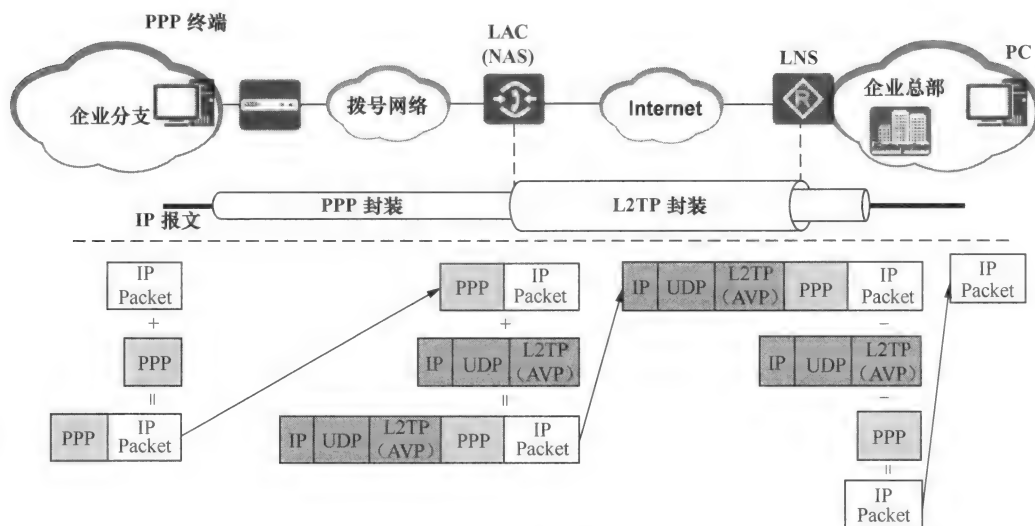 PPP 终端
LAC
(NAS)
LNS
PC
企业分支
拨号网络
Internet
企业总部
R
IP 报文
PPP 封装
L2TP 封装
IP
Packet
+
PPP
=
PPP
IP
Packet
PPP
IP
Packet
+
IP
UDP
L2TP
(AVP)
=
IP
UDP
L2TP
(AVP)
PPP
IP
Packet
IP
UDP
L2TP
(AVP)
PPP
IP
Packet
−
IP
UDP
L2TP
(AVP)
−
PPP
=
IP
Packet
IP
Packet